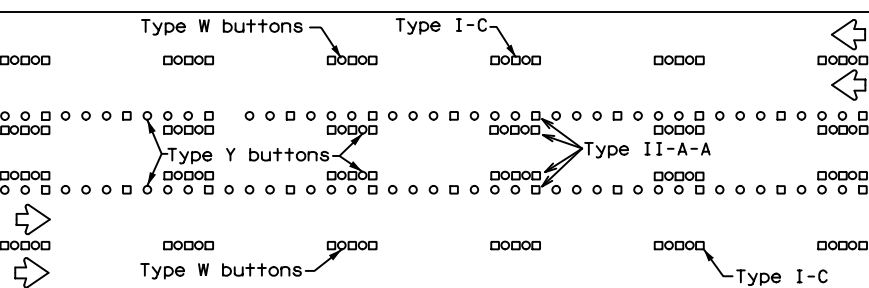 Type W buttons
Type I-C
Type Y buttons
Type II-A-A
Type W buttons
Type I-C